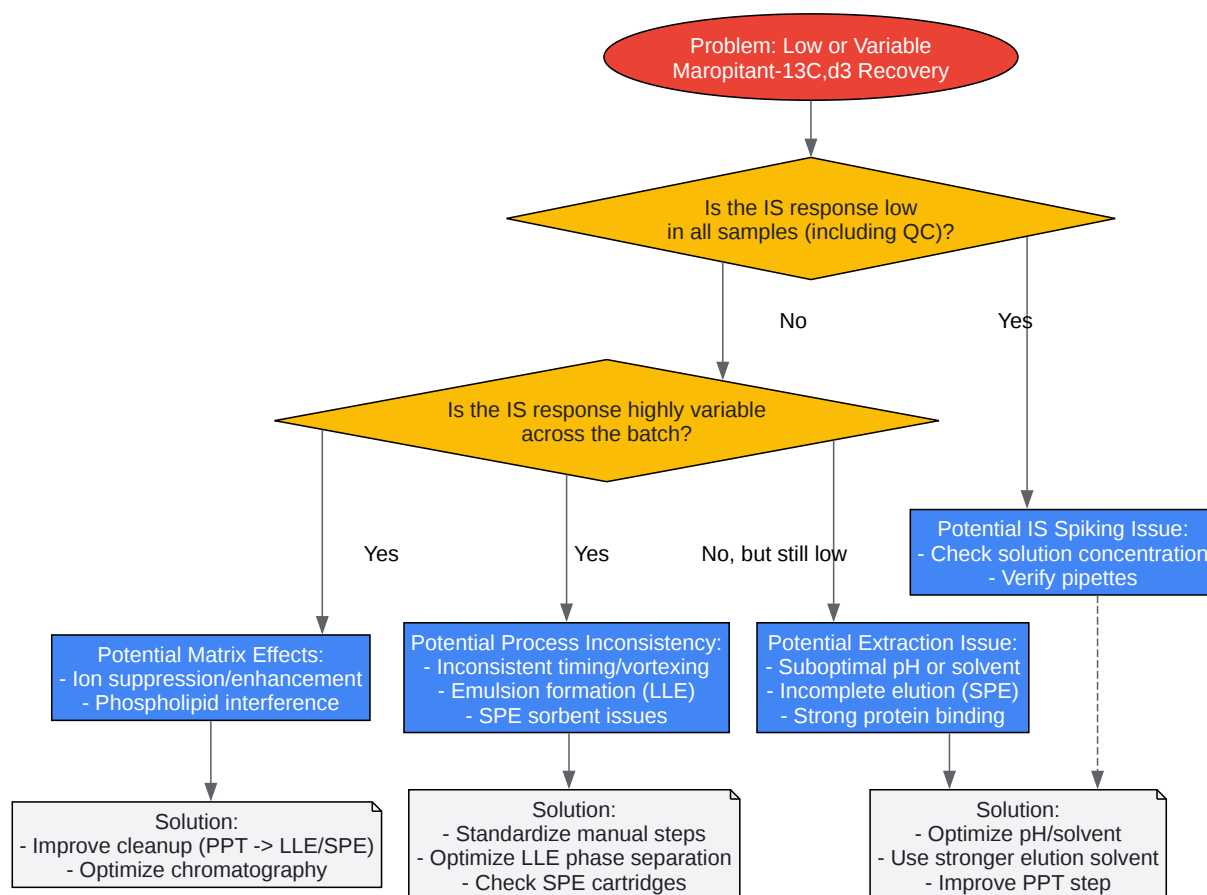 Problem: Low or Variable
Maropitant-13C,d3 Recovery
Is the IS response low
in all samples (including QC)?
No
Yes
Is the IS response highly variable
across the batch?
Yes
Yes
No, but still low
Potential IS Spiking Issue:
- Check solution concentration
- Verify pipettes
Potential Matrix Effects:
- Ion suppression/enhancement
- Phospholipid interference
Potential Process Inconsistency:
- Inconsistent timing/vortexing
- Emulsion formation (LLE)
- SPE sorbent issues
Potential Extraction Issue:
- Suboptimal pH or solvent
- Incomplete elution (SPE)
- Strong protein binding
Solution:
- Improve cleanup (PPT -> LLE/SPE)
- Optimize chromatography
Solution:
- Standardize manual steps
- Optimize LLE phase separation
- Check SPE cartridges
Solution:
- Optimize pH/solvent
- Use stronger elution solvent
- Improve PPT step